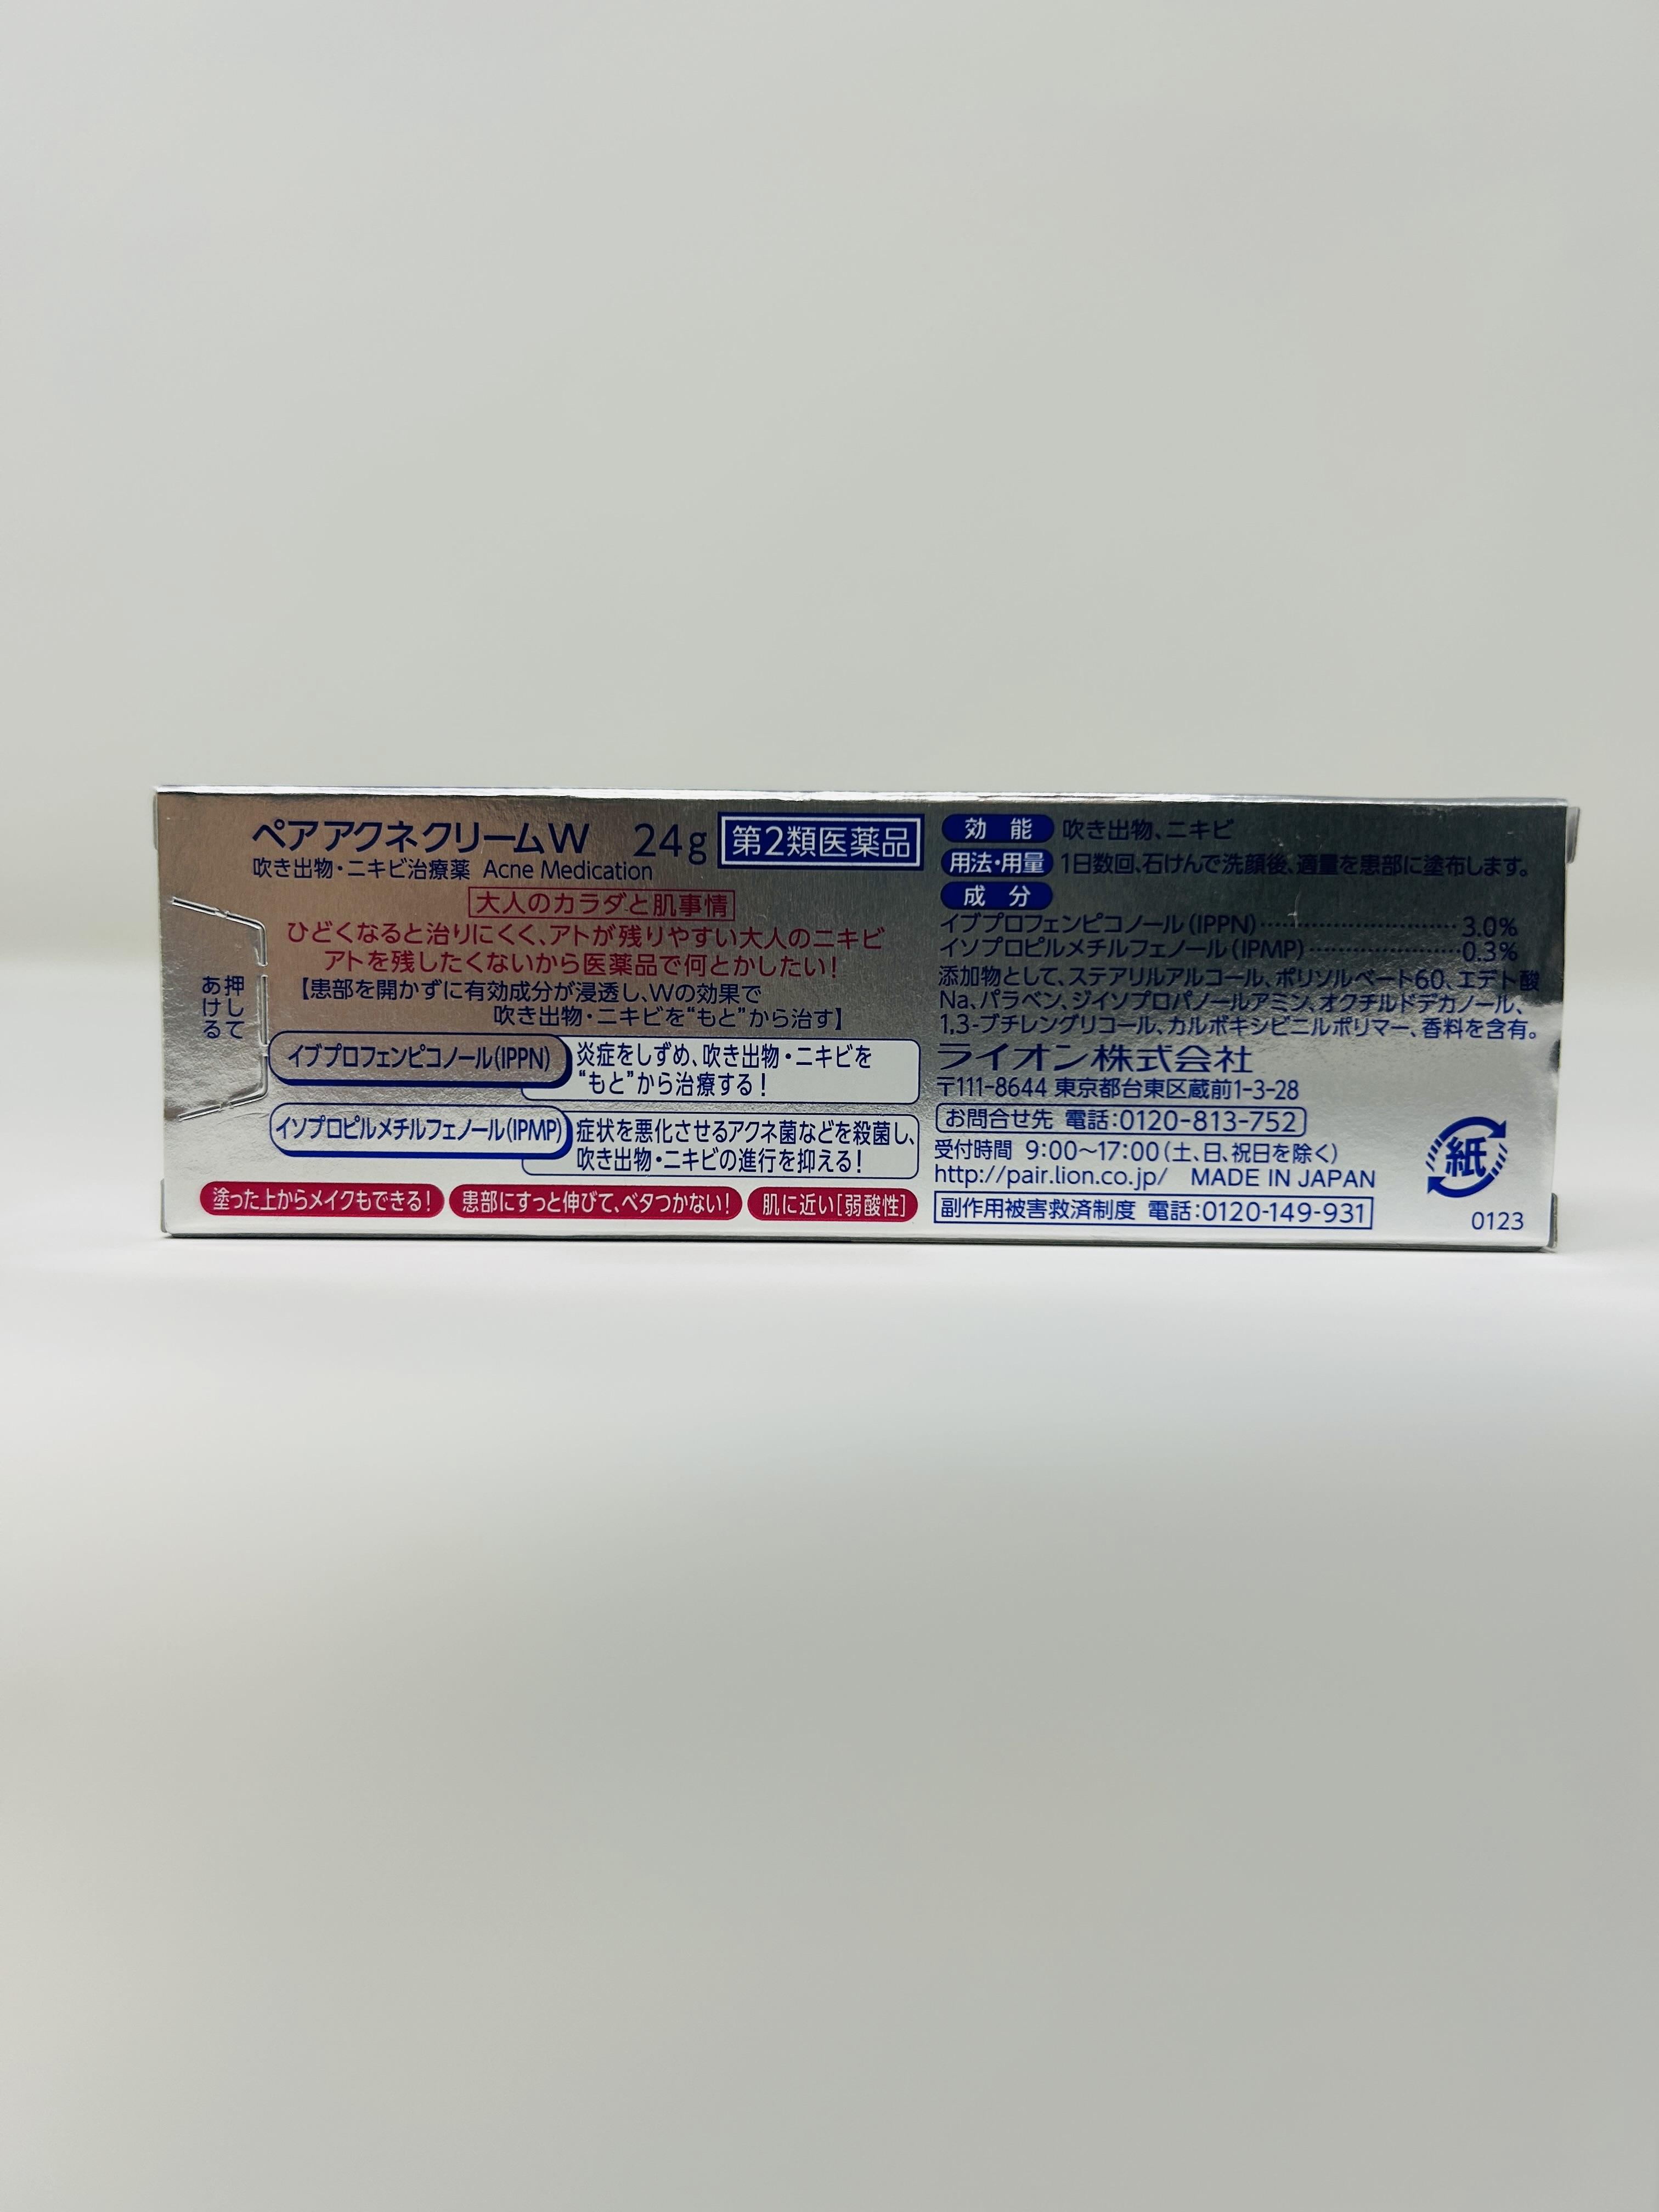 ペアアクネクリームW 24g 第2類医薬品
吹き出物・ニキビ治療薬 Acne Medication
大人のカラダと肌事情
ひどくなると治りにくく、アトが残りやすい大人のニキビ
アトを残したくないから医薬品で何とかしたい!
【患部を開かずに有効成分が浸透し、Wの効果で
吹き出物・ニキビを“もと”から治す】
押して
あける
イブプロフェンピコノール(IPPN)
炎症をしずめ、吹き出物・ニキビを
“もと”から治療する!
イソプロピルメチルフェノール(IPMP)
症状を悪化させるアクネ菌などを殺菌し、
吹き出物・ニキビの進行を抑える!
塗った上からメイクもできる! 患部にすっと伸びて、ベタつかない! 肌に近い[弱酸性]
効能 吹き出物、ニキビ
用法・用量 1日数回、石けんで洗顔後、適量を患部に塗布します。
成分
イブプロフェンピコノール(IPPN)………………………3.0%
イソプロピルメチルフェノール(IPMP)…………………0.3%
添加物として、ステアリルアルコール、ポリソルベート60、エデト酸
Na、パラベン、ジイソプロパノールアミン、オクチルドデカノール、
1,3-ブチレングリコール、カルボキシビニルポリマー、香料を含有。
ライオン株式会社
〒111-8644 東京都台東区蔵前1-3-28
お問合せ先 電話:0120-813-752
受付時間 9:00〜17:00(土、日、祝日を除く)
http://pair.lion.co.jp/ MADE IN JAPAN
副作用被害救済制度 電話:0120-149-931
紙
0123